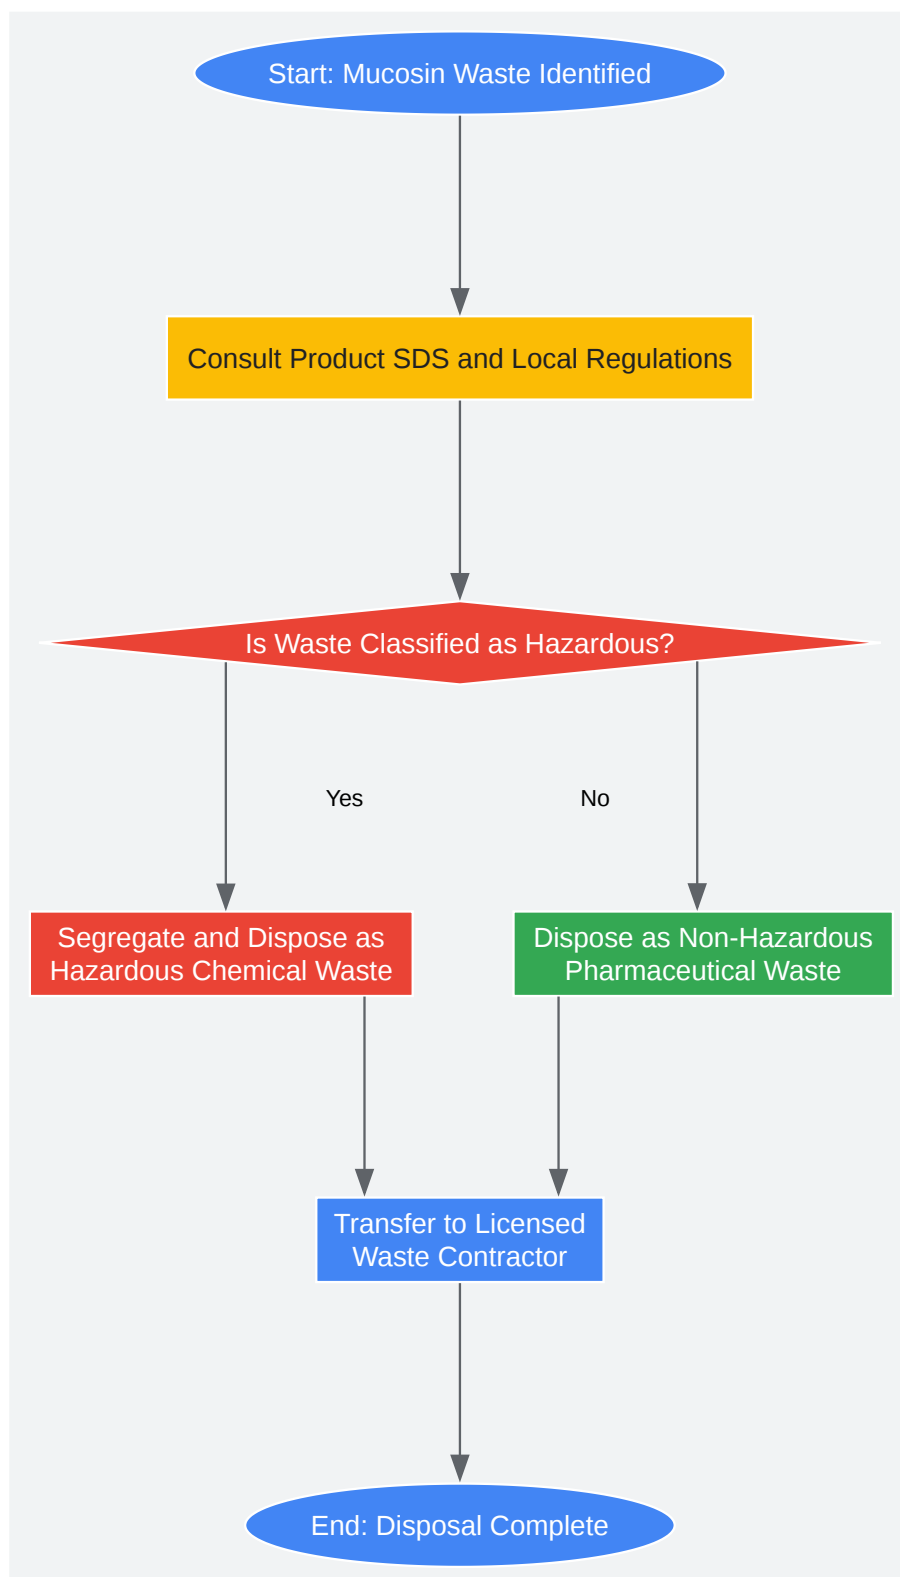 Start: Mucosin Waste Identified
Consult Product SDS and Local Regulations
Is Waste Classified as Hazardous?
Yes
No
Segregate and Dispose as
Hazardous Chemical Waste
Dispose as Non-Hazardous
Pharmaceutical Waste
Transfer to Licensed
Waste Contractor
End: Disposal Complete